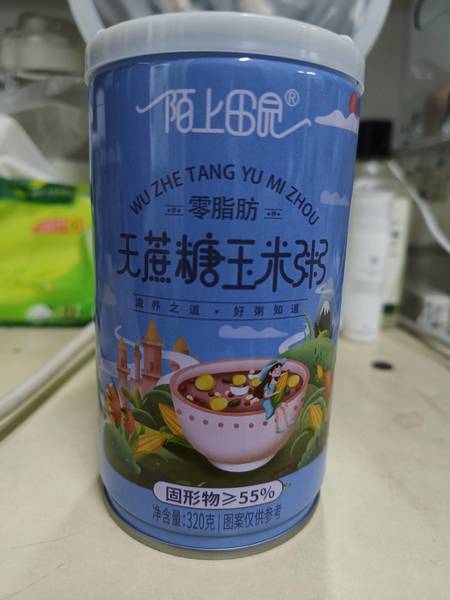 陌上田良®
WU ZHE TANG YU MI ZHOU
零脂肪
无蔗糖玉米粥
滋养之道·好粥知道
固形物≥55%
净含量:320克|图案仅供参考